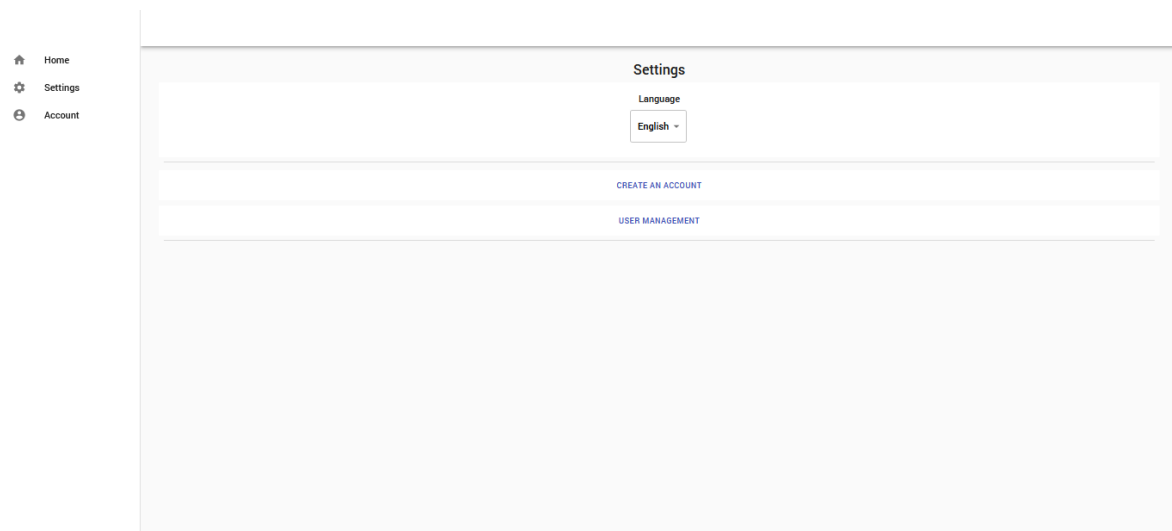 Home
Settings
Account
Settings
Language
English
CREATE AN ACCOUNT
USER MANAGEMENT